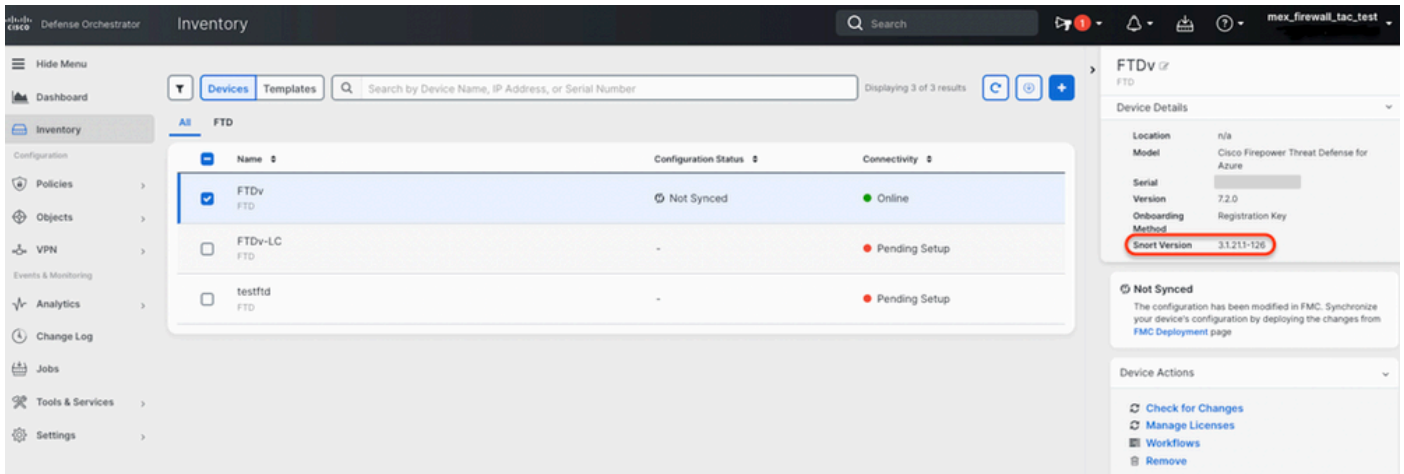 cisco Defense Orchestrator
Inventory
Search
1
mex_firewall_tac_test
Hide Menu
Dashboard
Inventory
Configuration
Policies
Objects
VPN
Events & Monitoring
Analytics
Change Log
Jobs
Tools & Services
Settings
Devices Templates
Search by Device Name, IP Address, or Serial Number
Displaying 3 of 3 results
All FTD
Name Configuration Status Connectivity
FTDv Not Synced Online
FTD
FTDv-LC - Pending Setup
FTD
testftd - Pending Setup
FTD
FTDv
FTD
Device Details
Location n/a
Model Cisco Firepower Threat Defense for
Azure
Serial
Version 7.2.0
Onboarding Registration Key
Method
Snort Version 3.1.21.1-126
Not Synced
The configuration has been modified in FMC. Synchronize
your device's configuration by deploying the changes from
FMC Deployment page
Device Actions
Check for Changes
Manage Licenses
Workflows
Remove